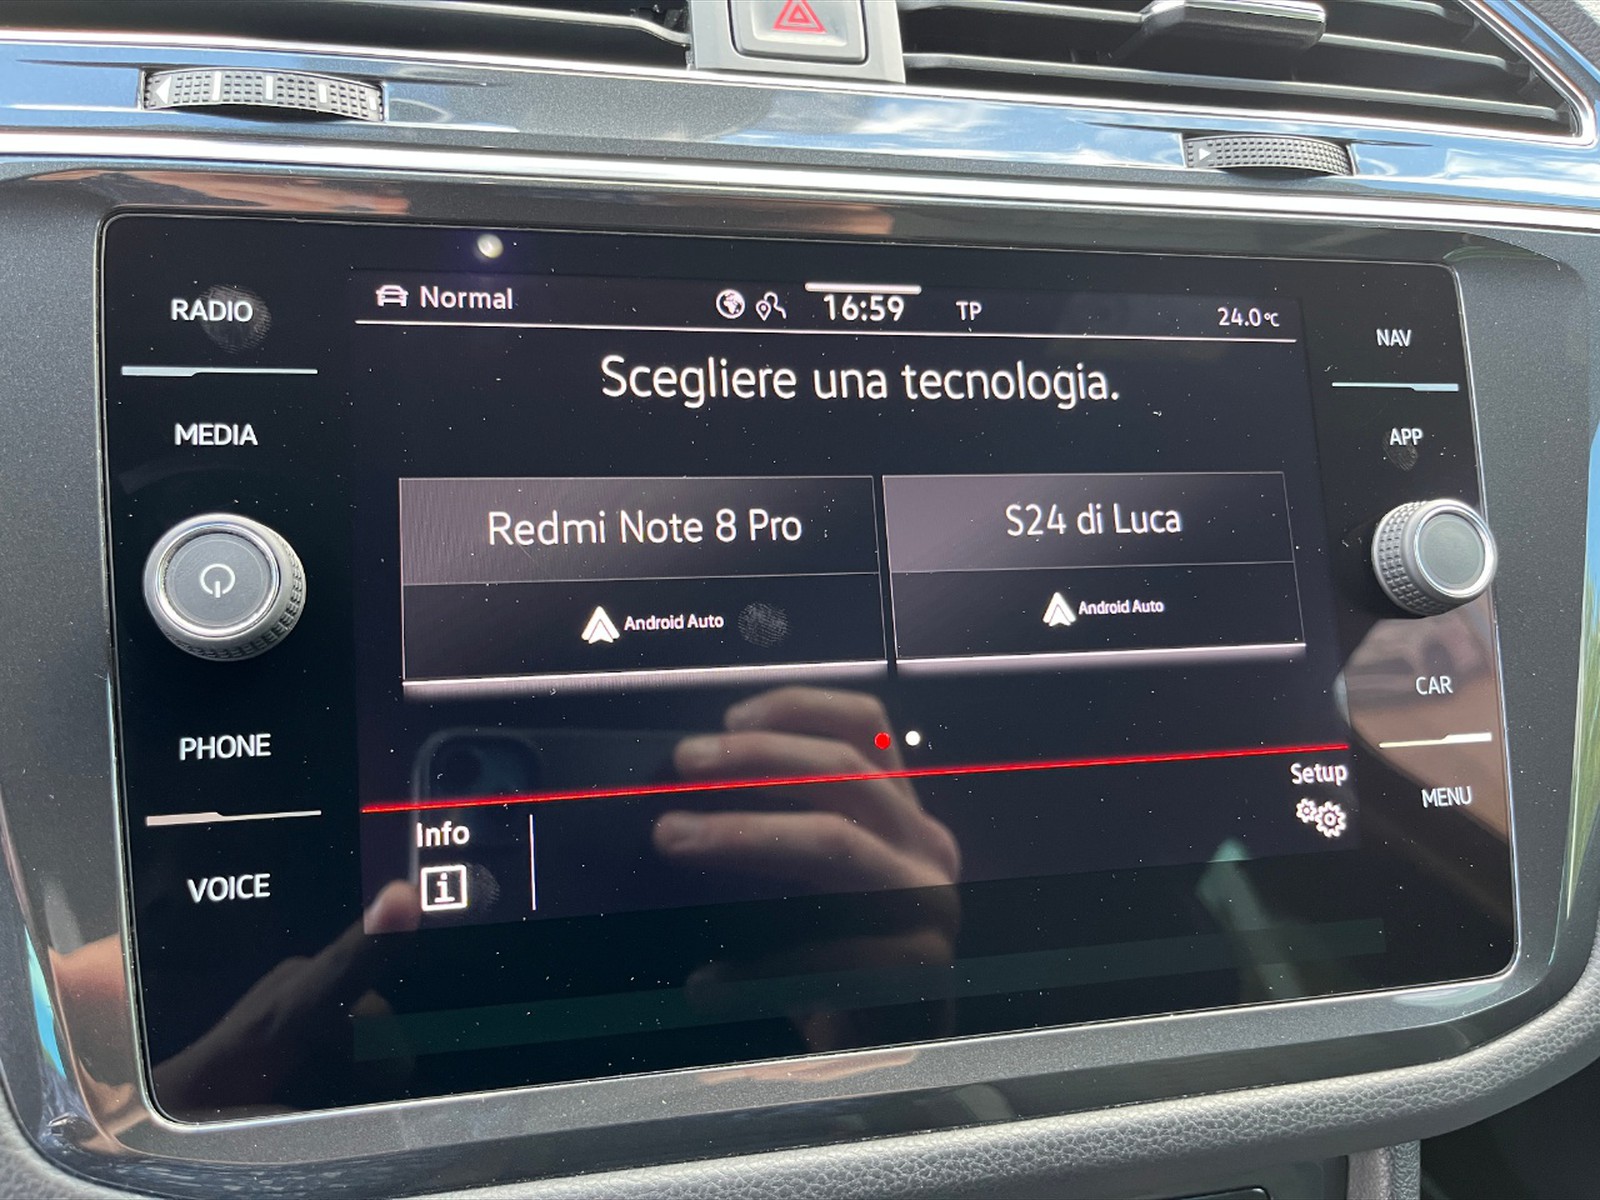 RADIO
MEDIA
PHONE
VOICE
Normal
16:59
TP
24.0°C
Scegliere una tecnologia.
Redmi Note 8 Pro
Android Auto
S24 di Luca
Android Auto
Info
i
Setup
NAV
APP
CAR
MENU